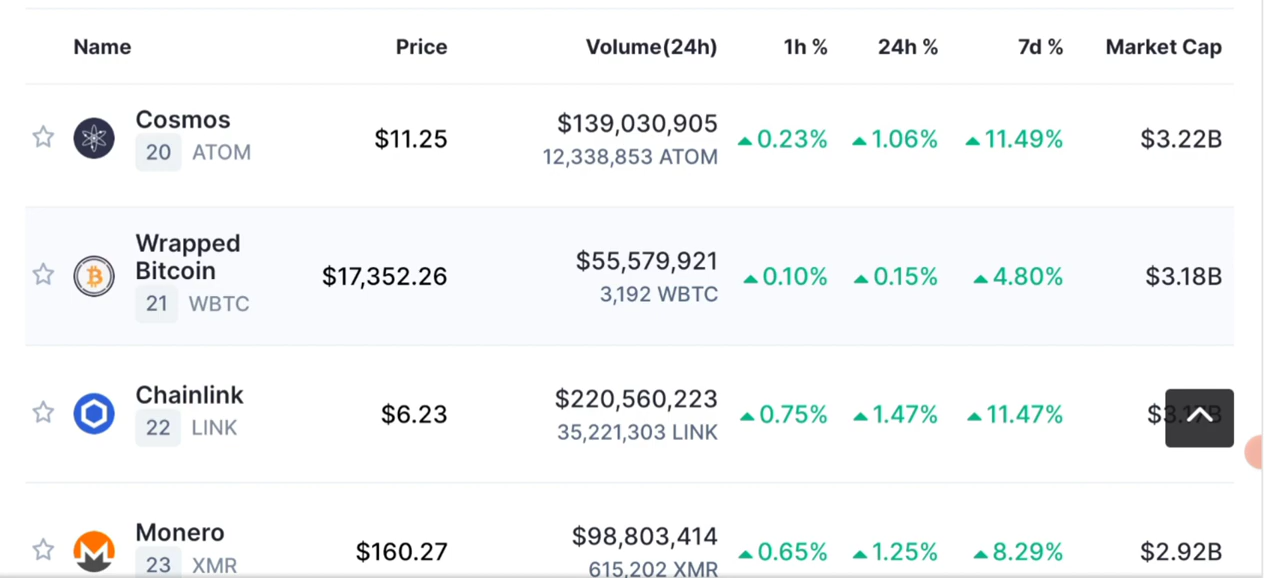 Name Price Volume(24h) 1h % 24h % 7d % Market Cap
Cosmos
20 ATOM
$11.25
$139,030,905
12,338,853 ATOM
0.23% 1.06% 11.49% $3.22B
Wrapped
Bitcoin
21 WBTC
$17,352.26
$55,579,921
3,192 WBTC
0.10% 0.15% 4.80% $3.18B
Chainlink
22 LINK
$6.23
$220,560,223
35,221,303 LINK
0.75% 1.47% 11.47%
Monero
23 XMR
$160.27
$98,803,414
615,202 XMR
0.65% 1.25% 8.29% $2.92B